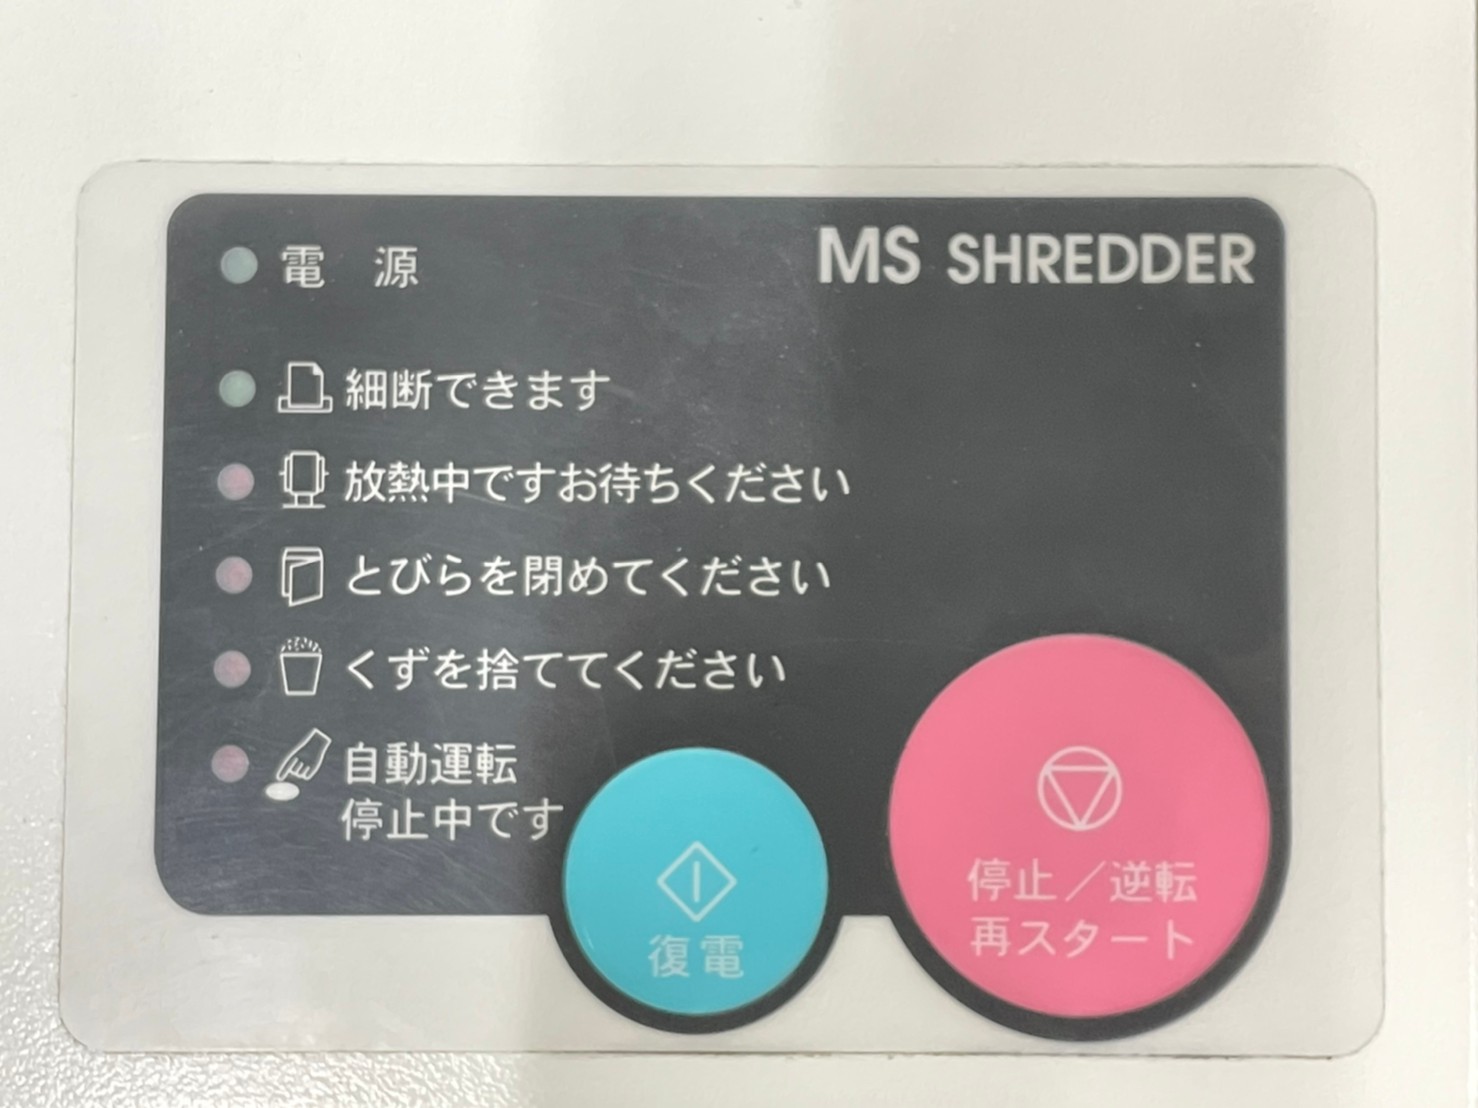 MS SHREDDER
電 源
細断できます
放熱中ですお待ちください
とびらを閉めてください
くずを捨ててください
自動運転
停止中です
復電
停止／逆転
再スタート